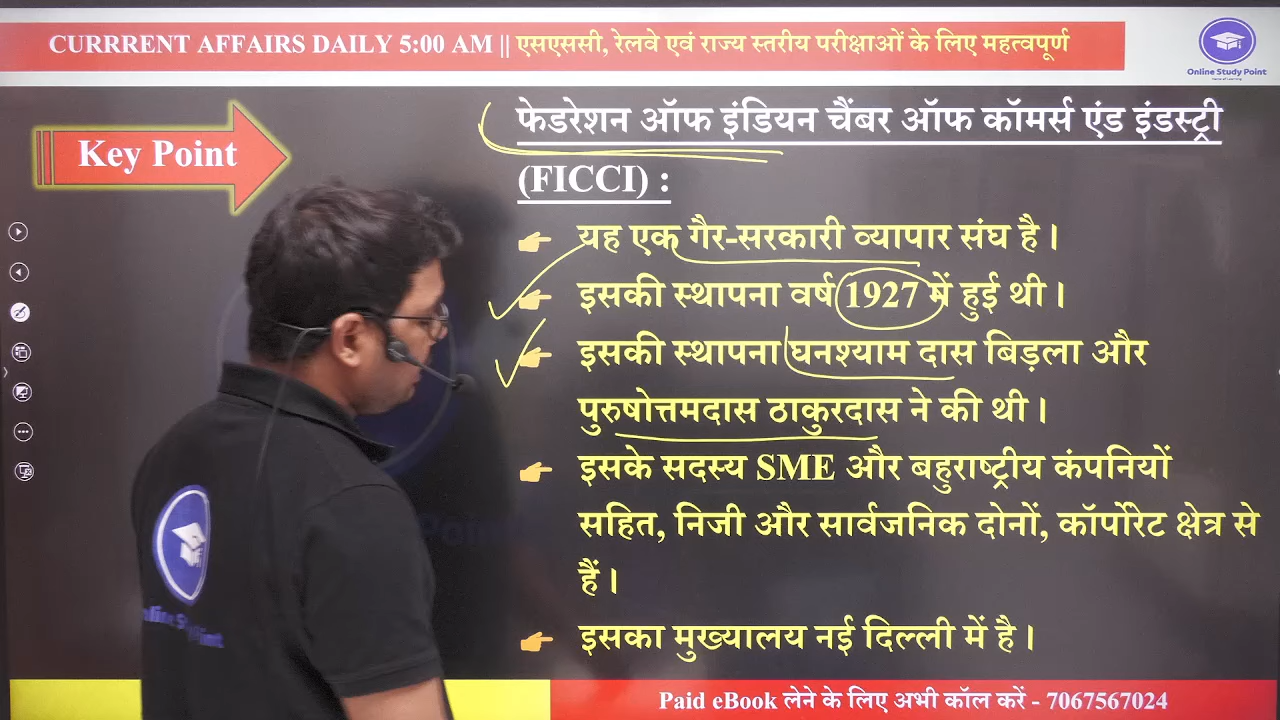 CURRRENT AFFAIRS DAILY 5:00 AM || एसएससी, रेलवे एवं राज्य स्तरीय परीक्षाओं के लिए महत्वपूर्ण
Online Study Point
Key Point
फेडरेशन ऑफ इंडियन चैंबर ऑफ कॉमर्स एंड इंडस्ट्री
(FICCI) :
यह एक गैर-सरकारी व्यापार संघ है।
इसकी स्थापना वर्ष 1927 में हुई थी।
इसकी स्थापना घनश्याम दास बिड़ला और
पुरुषोत्तमदास ठाकुरदास ने की थी।
इसके सदस्य SME और बहुराष्ट्रीय कंपनियों
सहित, निजी और सार्वजनिक दोनों, कॉर्पोरेट क्षेत्र से
हैं।
इसका मुख्यालय नई दिल्ली में है।
Paid eBook लेने के लिए अभी कॉल करें - 7067567024